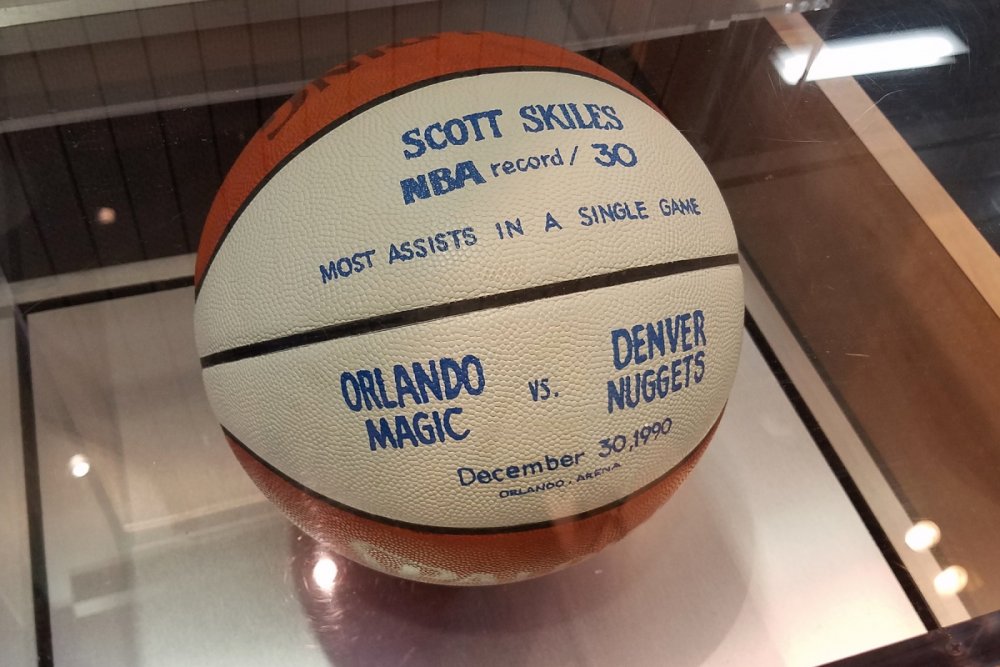 SCOTT SKILES
NBA record/ 30
MOST ASSISTS IN A SINGLE GAME
ORLANDO
MAGIC
VS.
DENVER
NUGGETS
December 30, 1990
ORLANDO . ARENA